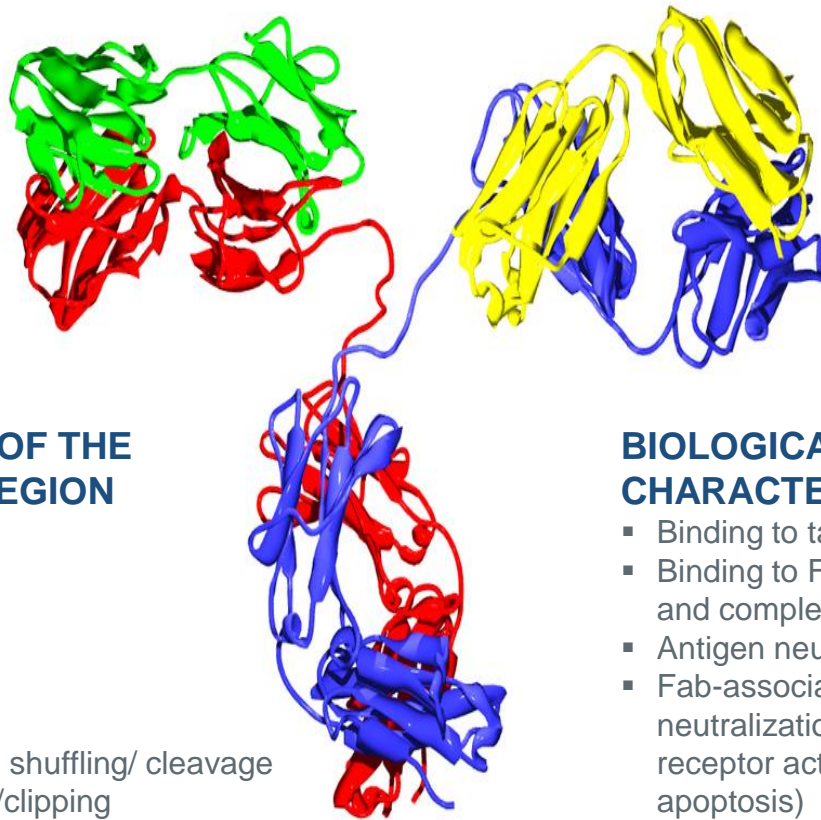 OF THE
EGION
shuffling/ cleavage
/clipping
BIOLOGICA
CHARACTE
▪ Binding to ta
▪ Binding to F
and comple
▪ Antigen neu
▪ Fab-associa
neutralizatio
receptor act
apoptosis)